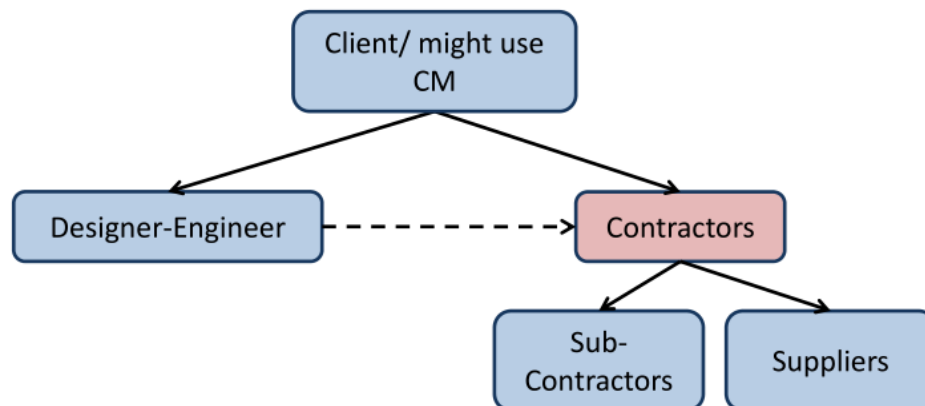 Client/ might use
CM
Designer-Engineer
Contractors
Sub-
Contractors
Suppliers